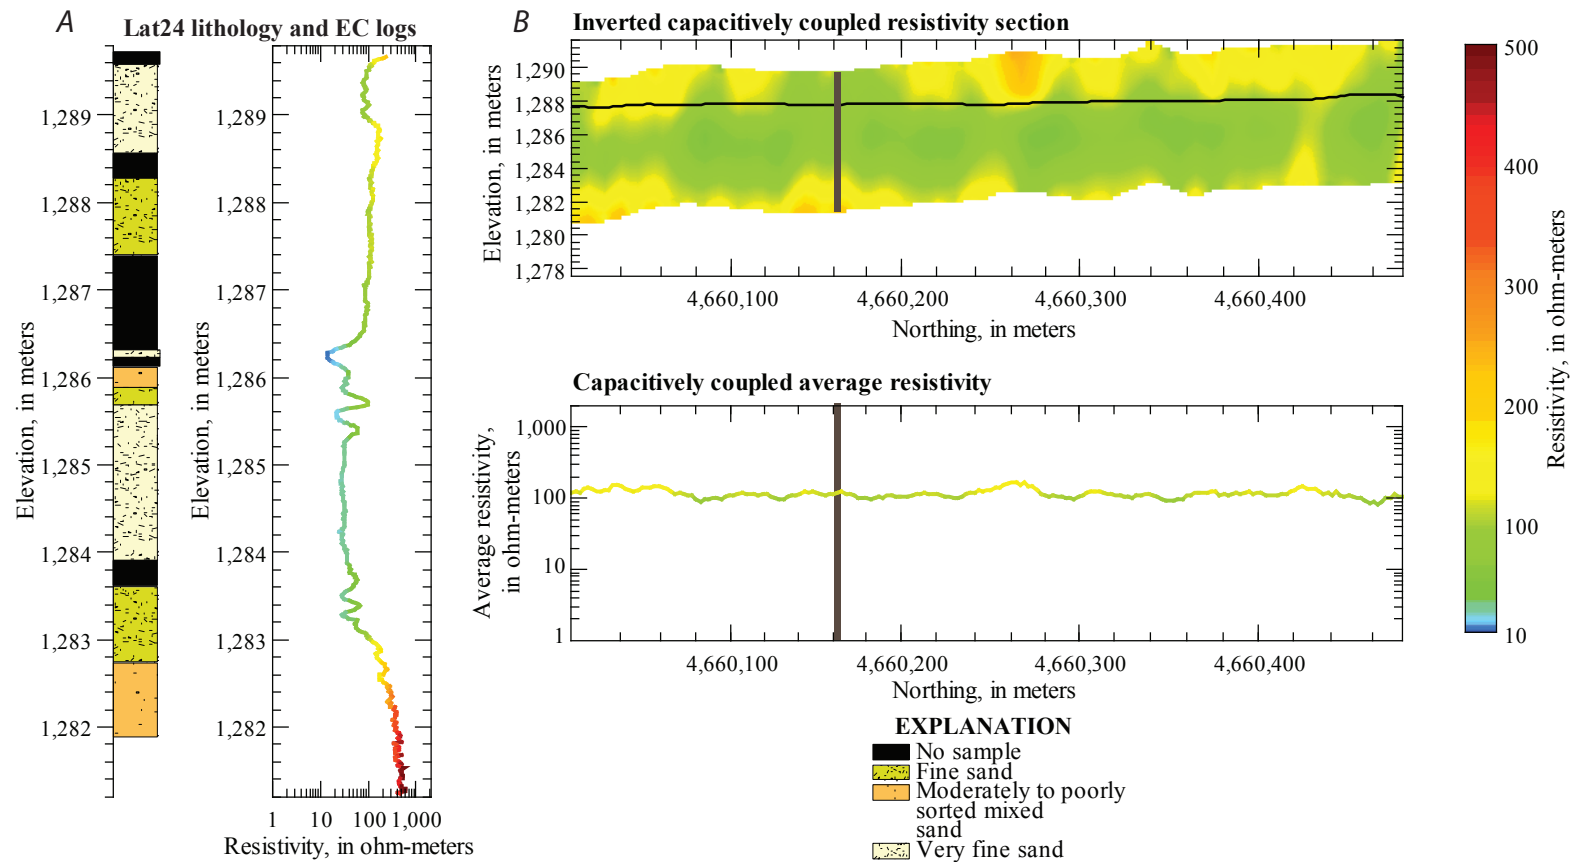 A
Lat24 lithology and EC logs
Elevation, in meters
1,289
1,288
1,287
1,286
1,285
1,284
1,283
1,282
Elevation, in meters
1,289
1,288
1,287
1,286
1,285
1,284
1,283
1,282
1 10 100 1,000
Resistivity, in ohm-meters
B
Inverted capacitively coupled resistivity section
Elevation, in meters
1,290
1,288
1,286
1,284
1,282
1,280
1,278
4,660,100 4,660,200 4,660,300 4,660,400
Northing, in meters
Capacitively coupled average resistivity
Average resistivity,
in ohm-meters
1,000
100
10
1
4,660,100 4,660,200 4,660,300 4,660,400
Northing, in meters
EXPLANATION
No sample
Fine sand
Moderately to poorly
sorted mixed
sand
Very fine sand
500
400
300
200
100
10
Resistivity, in ohm-meters